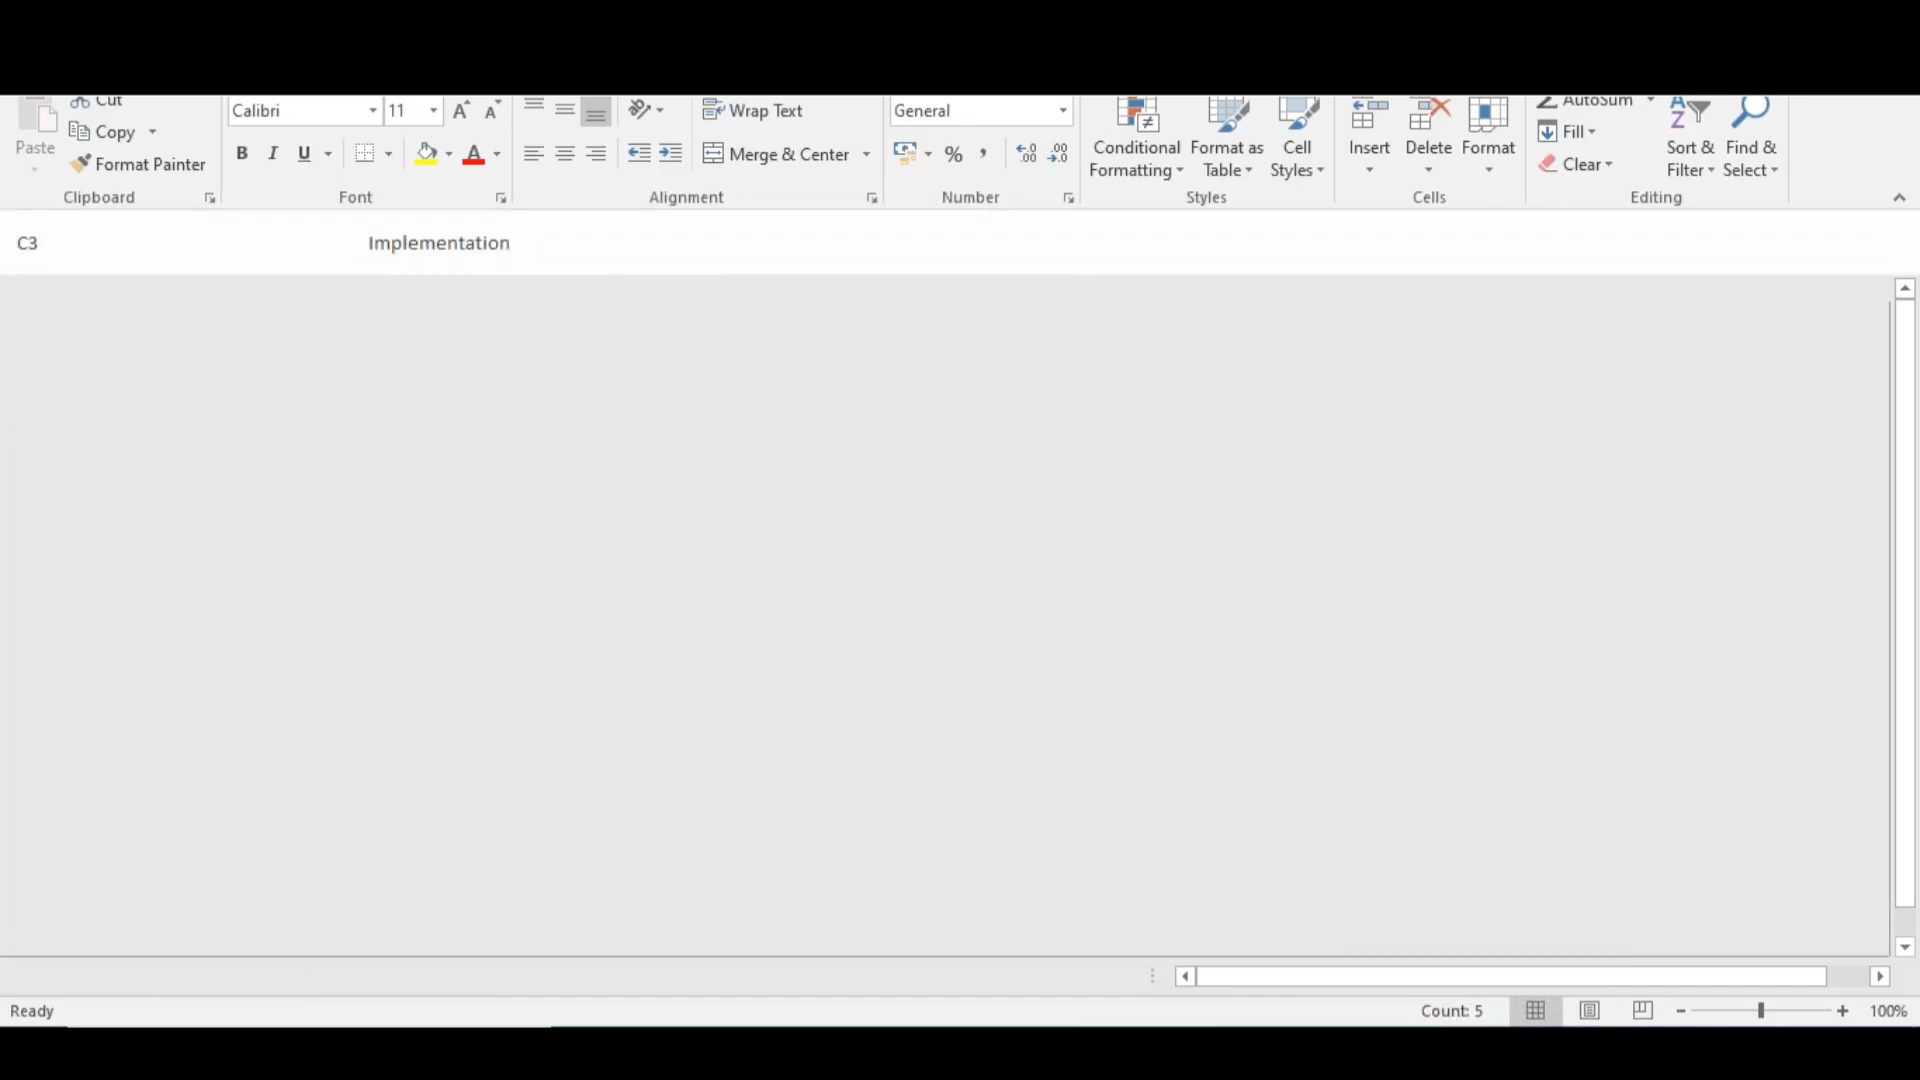 Cut
Calibri 11
Wrap Text
General
AutoSum
Paste
Copy
Format Painter
B I U
A
Merge & Center
% ,
Conditional Formatting
Format as Table
Cell Styles
Insert
Delete
Format
Fill
Clear
Sort & Filter
Find & Select
Clipboard
Font
Alignment
Number
Styles
Cells
Editing
C3
Implementation
Ready
Count: 5
100%